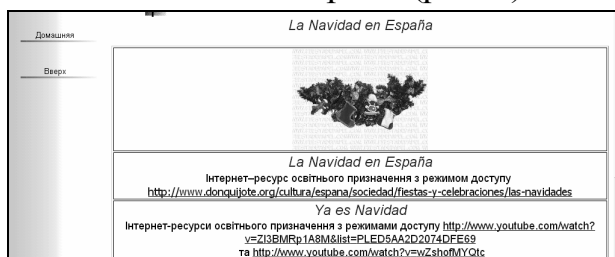 La Navidad en España
Домашняя
Вверх
La Navidad en España
Інтернет–ресурс освітнього призначення з режимом доступу
http://www.donquijote.org/cultura/espana/sociedad/fiestas-y-celebraciones/las-navidades
Ya es Navidad
Інтернет-ресурси освітнього призначення з режимами доступу http://www.youtube.com/watch?
v=ZI3BMRp1A8M&list=PLED5AA2D2074DFE69
та http://www.youtube.com/watch?v=wZshofMYQtc